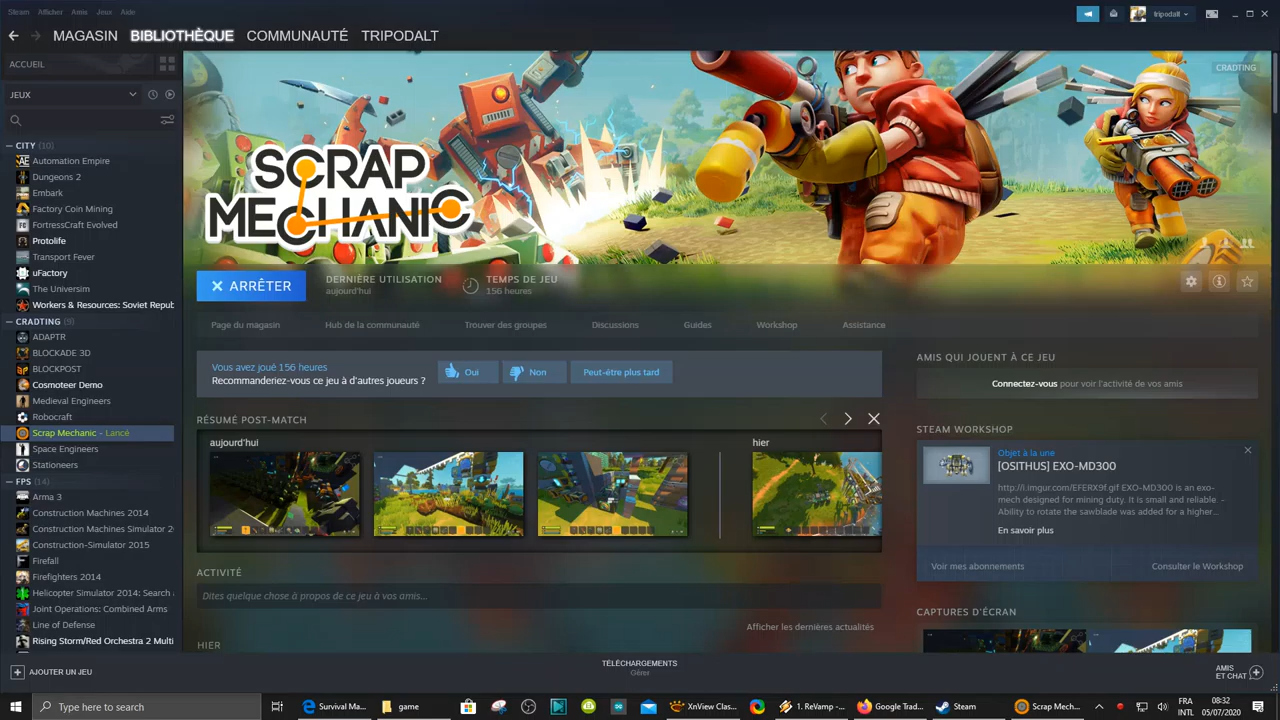 Steam Afficher Amis Jeux Aide
tripodalt
MAGASIN BIBLIOTHÈQUE COMMUNAUTÉ TRIPODALT
ACCUEIL
JEUX
CITY (10)
Automation Empire
Dungeons 2
Embark
Factory Coin Mining
FortressCraft Evolved
Protolife
Transport Fever
uFactory
The Universim
Workers & Resources: Soviet Repub
CRADTING (9)
ADAPTR
BLOCKADE 3D
BLOCKPOST
Cosmoteer Demo
Medieval Engineers
Robocraft
Scrap Mechanic - Lancé
Space Engineers
Stationeers
FPS (14)
Arma 3
Construction Machines 2014
Construction Machines Simulator 2
Construction-Simulator 2015
Firefall
Firefighters 2014
Helicopter Simulator 2014: Search
Joint Operations: Combined Arms
Line of Defense
Rising Storm/Red Orchestra 2 Multi
AJOUTER UN JEU
CRADTING
SCRAP
MECHANIC
ARRÊTER
DERNIÈRE UTILISATION
aujourd'hui
TEMPS DE JEU
156 heures
Page du magasin Hub de la communauté Trouver des groupes Discussions Guides Workshop Assistance
Vous avez joué 156 heures
Recommanderiez-vous ce jeu à d'autres joueurs ?
Oui Non Peut-être plus tard
RÉSUMÉ POST-MATCH
aujourd'hui hier
ACTIVITÉ
Dites quelque chose à propos de ce jeu à vos amis...
Afficher les dernières actualités
HIER
AMIS QUI JOUENT À CE JEU
Connectez-vous pour voir l'activité de vos amis
STEAM WORKSHOP
Objet à la une
[OSITHUS] EXO-MD300
http://i.imgur.com/EFERX9f.gif EXO-MD300 is an exo-
mech designed for mining duty. It is small and reliable. -
Ability to rotate the sawblade was added for a higher...
En savoir plus
Voir mes abonnements Consulter le Workshop
CAPTURES D'ÉCRAN
TÉLÉCHARGEMENTS
Gérer
AMIS
ET CHAT
Type here to search
Survival Ma...
game
XnView Clas...
1. ReVamp - ...
Google Trad...
Steam
Scrap Mech...
FRA
INTL
08:32
05/07/2020